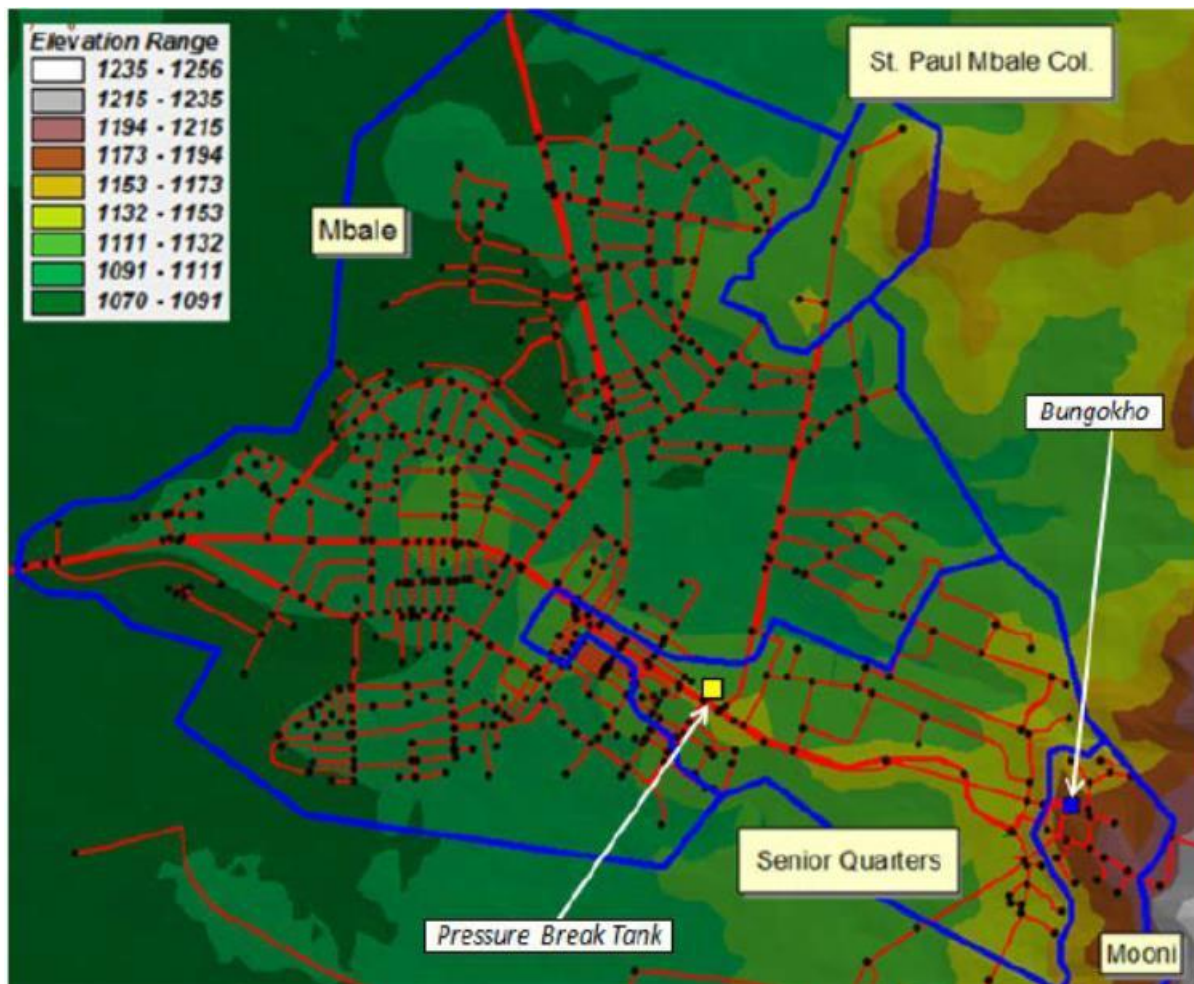 Elevation Range
1235 - 1256
1215 - 1235
1194 - 1215
1173 - 1194
1153 - 1173
1132 - 1153
1111 - 1132
1091 - 1111
1070 - 1091
St. Paul Mbale Col.
Mbale
Bungokho
Senior Quarters
Pressure Break Tank
Mooni